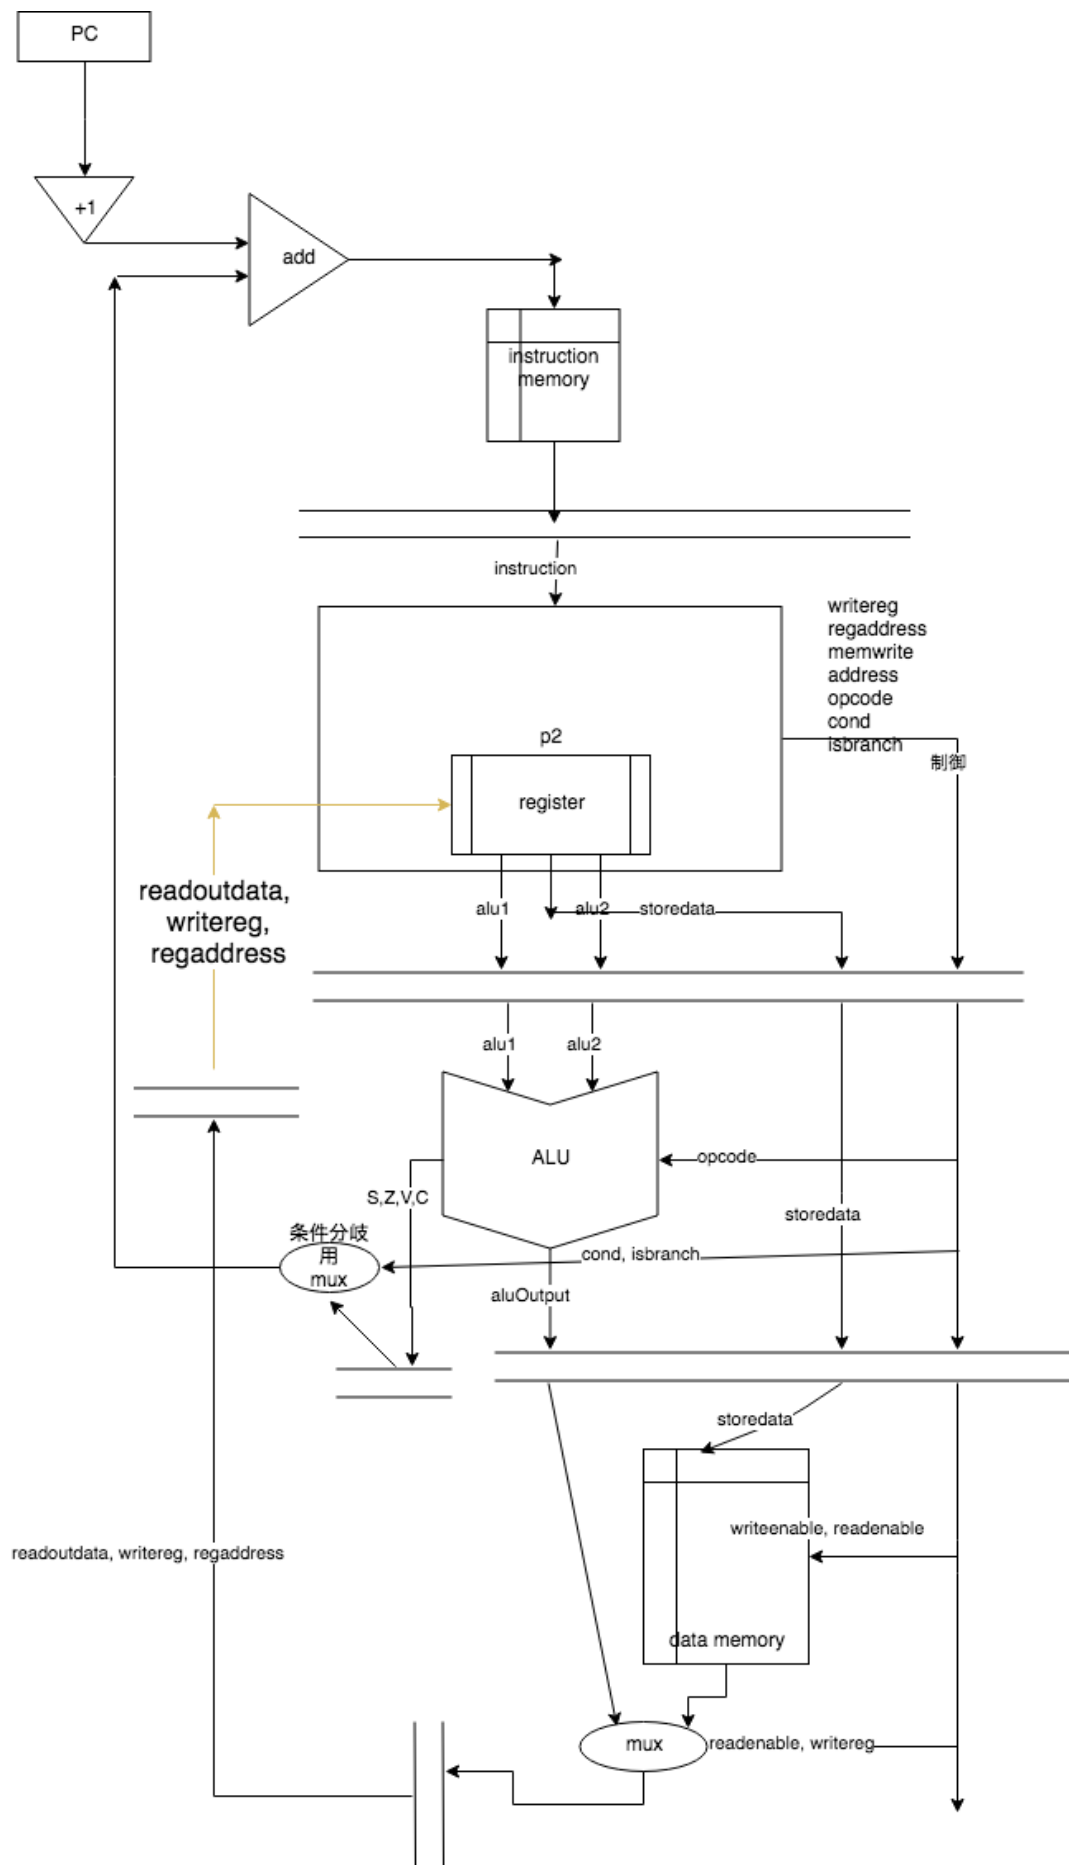 PC
+1
add
instruction
memory
instruction
writereg
regaddress
memwrite
address
opcode
cond
isbranch
制御
p2
register
readoutdata,
writereg,
regaddress
alu1
alu2
storedata
alu1
alu2
ALU
opcode
S,Z,V,C
storedata
条件分岐
用
mux
cond, isbranch
aluOutput
storedata
writeenable, readenable
readoutdata, writereg, regaddress
data memory
mux
readenable, writereg